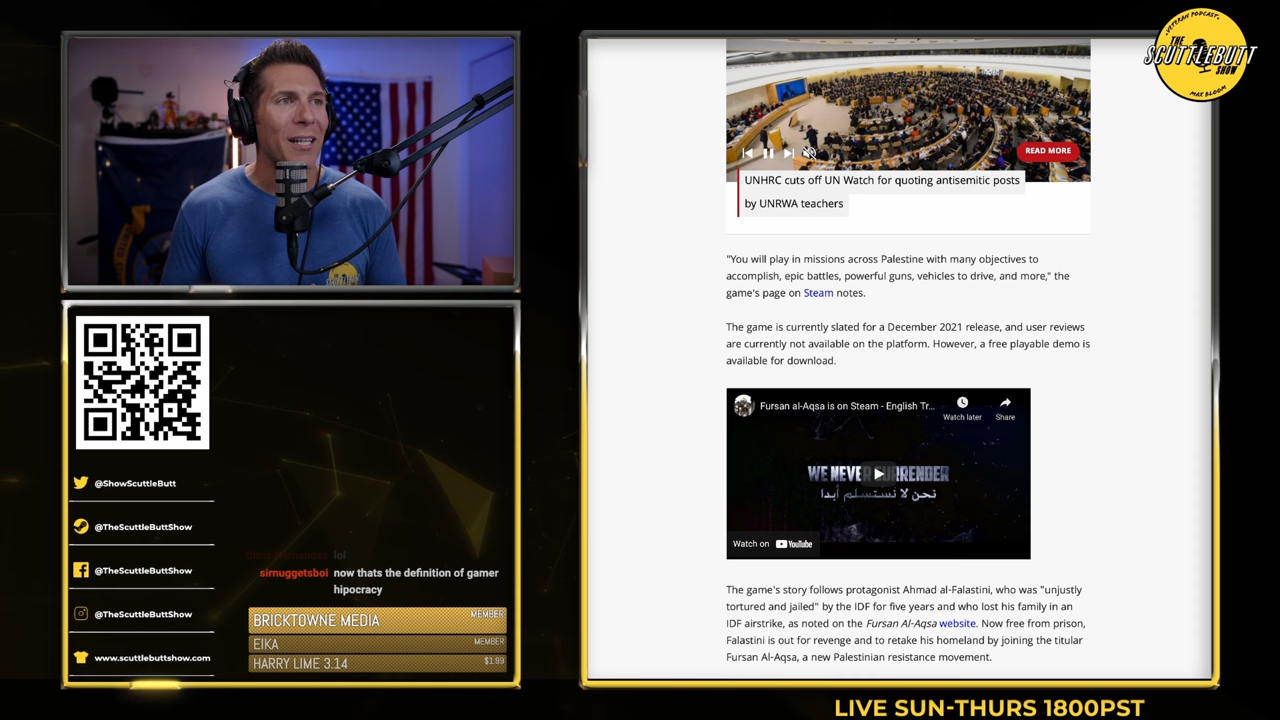 • VETERAN PODCAST •
THE
SCUTTLEBUTT
SHOW
MAX BLOOM
READ MORE
UNHRC cuts off UN Watch for quoting antisemitic posts
by UNRWA teachers
"You will play in missions across Palestine with many objectives to
accomplish, epic battles, powerful guns, vehicles to drive, and more," the
game's page on Steam notes.
The game is currently slated for a December 2021 release, and user reviews
are currently not available on the platform. However, a free playable demo is
available for download.
Fursan al-Aqsa is on Steam - English Tr...
Watch later
Share
WE NEVER SURRENDER
نحن لا نستسلم أبدا
Watch on YouTube
The game's story follows protagonist Ahmad al-Falastini, who was "unjustly
tortured and jailed" by the IDF for five years and who lost his family in an
IDF airstrike, as noted on the Fursan Al-Aqsa website. Now free from prison,
Falastini is out for revenge and to retake his homeland by joining the titular
Fursan Al-Aqsa, a new Palestinian resistance movement.
@ShowScuttleButt
@TheScuttleButtShow
@TheScuttleButtShow
@TheScuttleButtShow
www.scuttlebuttshow.com
Chris Hernandez lol
sirnuggetsboi now thats the definition of gamer
hipocracy
BRICKTOWNE MEDIA MEMBER
EIKA MEMBER
HARRY LIME 3.14 $1.99
LIVE SUN-THURS 1800PST